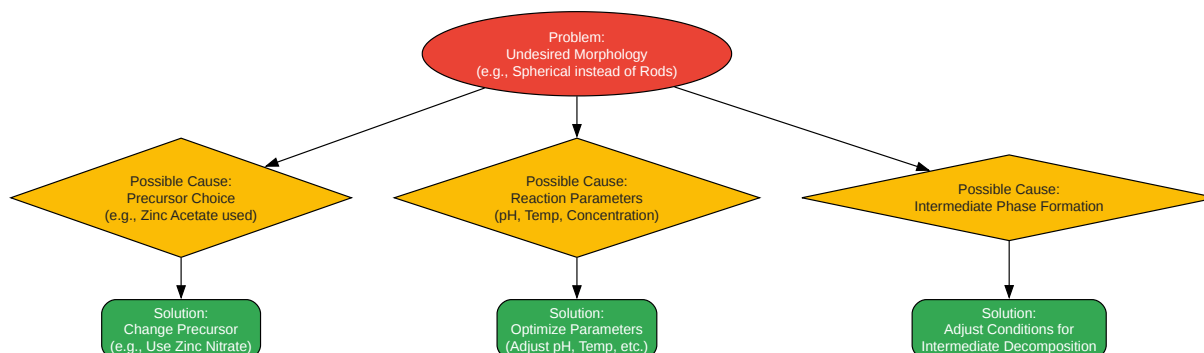 Problem:
Undesired Morphology
(e.g., Spherical instead of Rods)
Possible Cause:
Precursor Choice
(e.g., Zinc Acetate used)
Possible Cause:
Reaction Parameters
(pH, Temp, Concentration)
Possible Cause:
Intermediate Phase Formation
Solution:
Change Precursor
(e.g., Use Zinc Nitrate)
Solution:
Optimize Parameters
(Adjust pH, Temp, etc.)
Solution:
Adjust Conditions for
Intermediate Decomposition